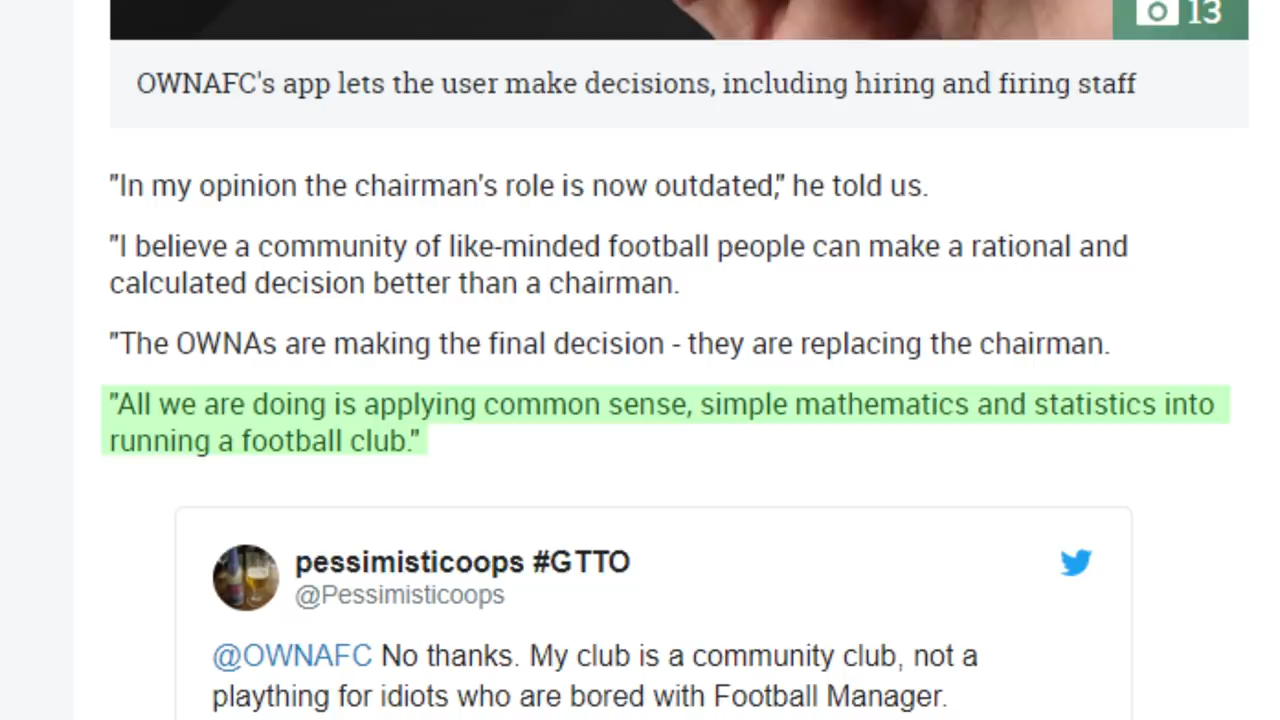 13
OWNAFC's app lets the user make decisions, including hiring and firing staff
"In my opinion the chairman's role is now outdated," he told us.
"I believe a community of like-minded football people can make a rational and
calculated decision better than a chairman.
"The OWNAs are making the final decision - they are replacing the chairman.
"All we are doing is applying common sense, simple mathematics and statistics into
running a football club."
pessimisticoops #GTTO
@Pessimisticoops
@OWNAFC No thanks. My club is a community club, not a
plaything for idiots who are bored with Football Manager.